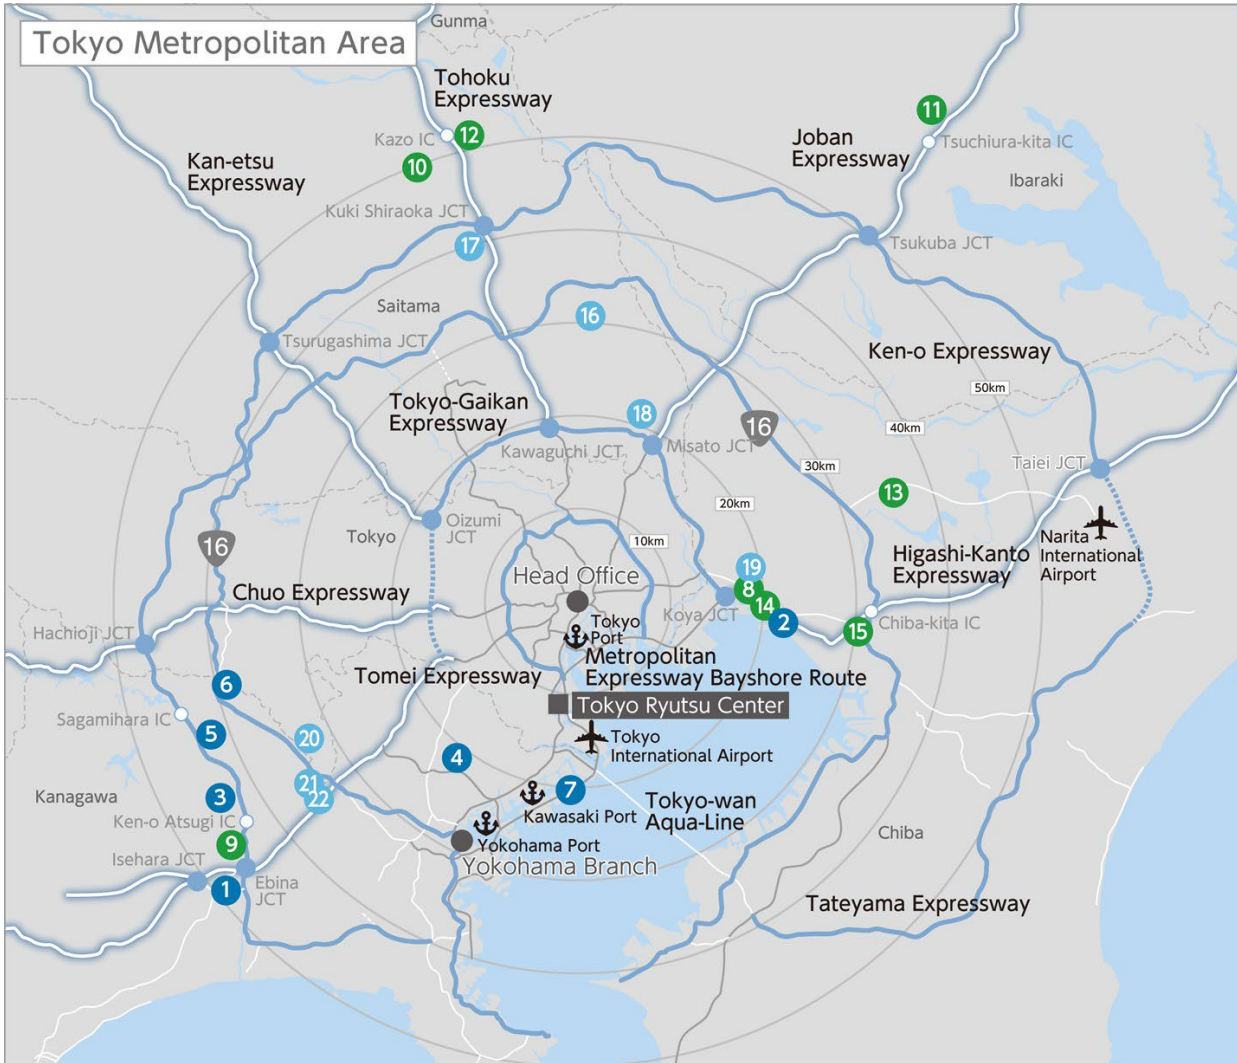 Tokyo Metropolitan Area
Gunma
Tohoku
Expressway
11
12
Kazo IC
Joban
Expressway
Tsuchiura-kita IC
Kan-etsu
Expressway
10
Ibaraki
Kuki Shiraoka JCT
17
Tsukuba JCT
Saitama
16
Tsurugashima JCT
Ken-o Expressway
50km
Tokyo-Gaikan
Expressway
18
16
40km
Kawaguchi JCT
Misato JCT
30km
Taiei JCT
13
20km
Oizumi
JCT
Tokyo
16
10km
Narita
International
Airport
Higashi-Kanto
Expressway
Head Office
19
8
Chuo Expressway
14
Koya JCT
2
Chiba-kita IC
15
Hachioji JCT
Tokyo
Port
Metropolitan
Expressway Bayshore Route
Tomei Expressway
6
Tokyo Ryutsu Center
Sagamihara IC
5
20
Tokyo
International Airport
4
21
22
7
Kanagawa
3
Kawasaki Port
Tokyo-wan
Aqua-Line
Ken-o Atsugi IC
Chiba
9
Yokohama Port
Isehara JCT
Yokohama Branch
1
Ebina
JCT
Tateyama Expressway